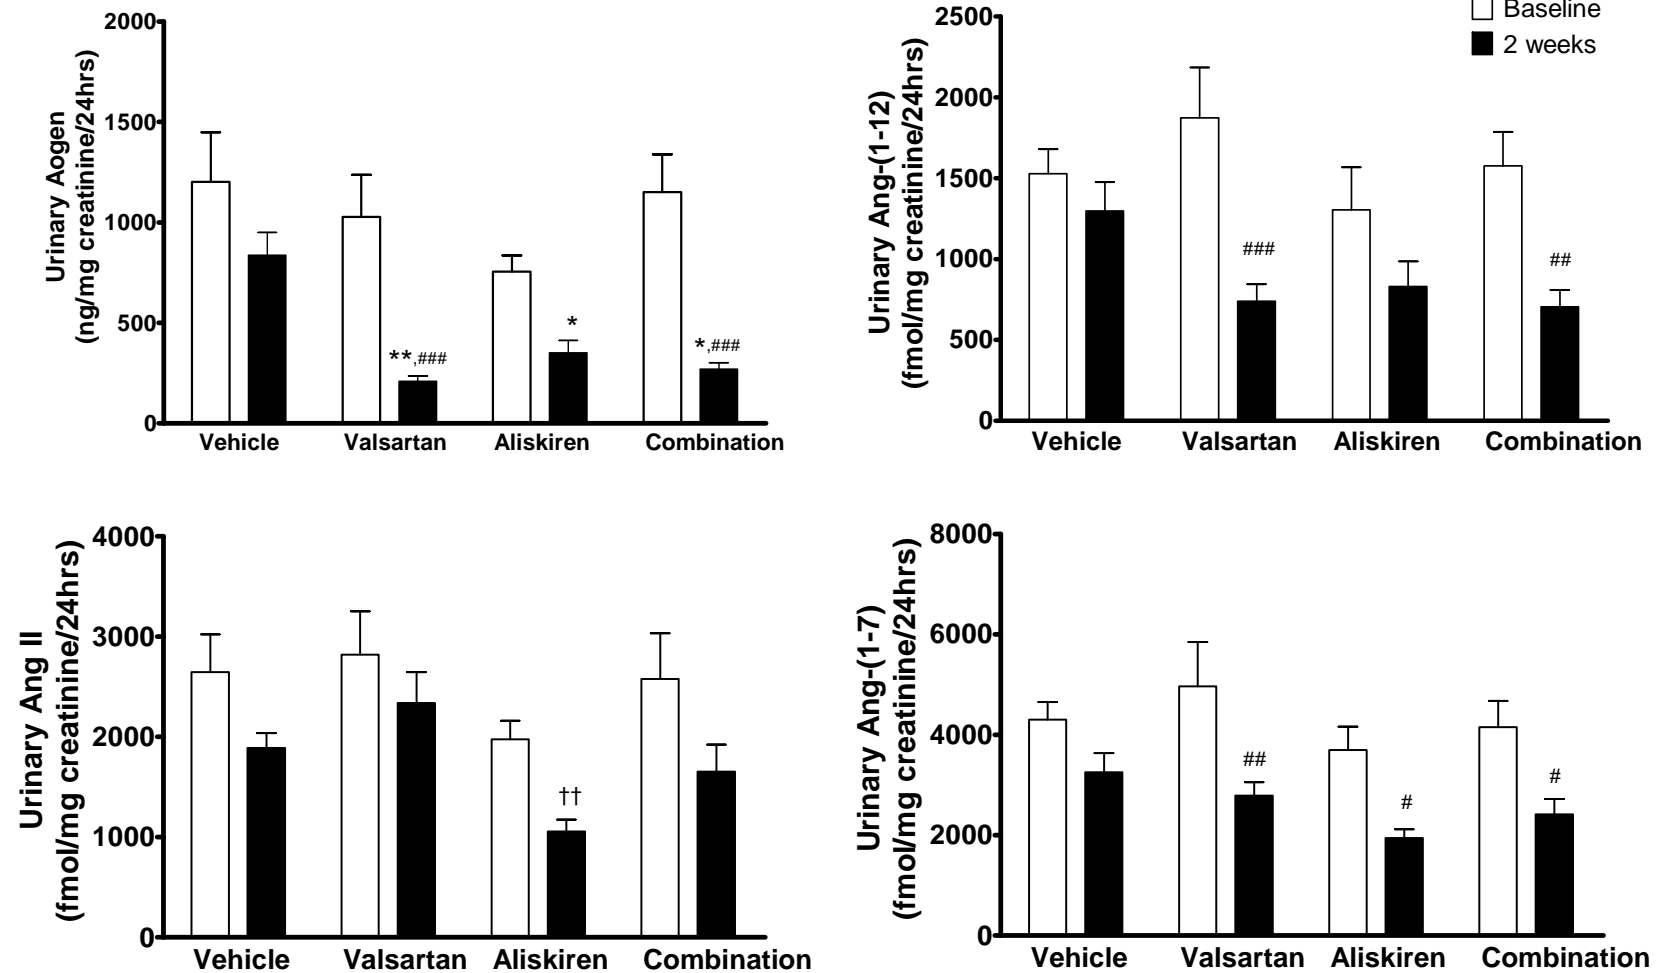 Baseline
2 weeks
Urinary Aogen
(ng/mg creatinine/24hrs)
2000
1500
1000
500
0
**,###
*
*,###
Vehicle Valsartan Aliskiren Combination
Urinary Ang-(1-12)
(fmol/mg creatinine/24hrs)
2500
2000
1500
1000
500
0
###
##
Vehicle Valsartan Aliskiren Combination
Urinary Ang II
(fmol/mg creatinine/24hrs)
4000
3000
2000
1000
0
††
Vehicle Valsartan Aliskiren Combination
Urinary Ang-(1-7)
(fmol/mg creatinine/24hrs)
8000
6000
4000
2000
0
##
#
#
Vehicle Valsartan Aliskiren Combination